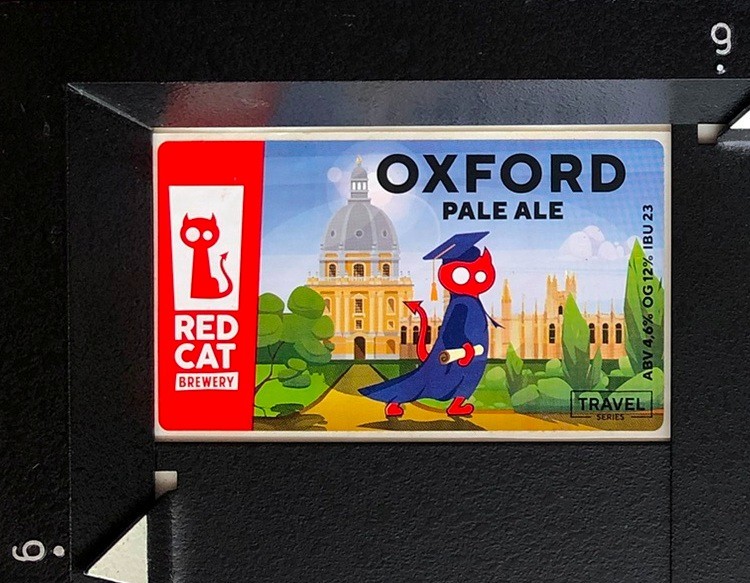 OXFORD
PALE ALE
RED
CAT
BREWERY
ABV 4,6% OG 12% IBU 23
TRAVEL
SERIES
9.
9.